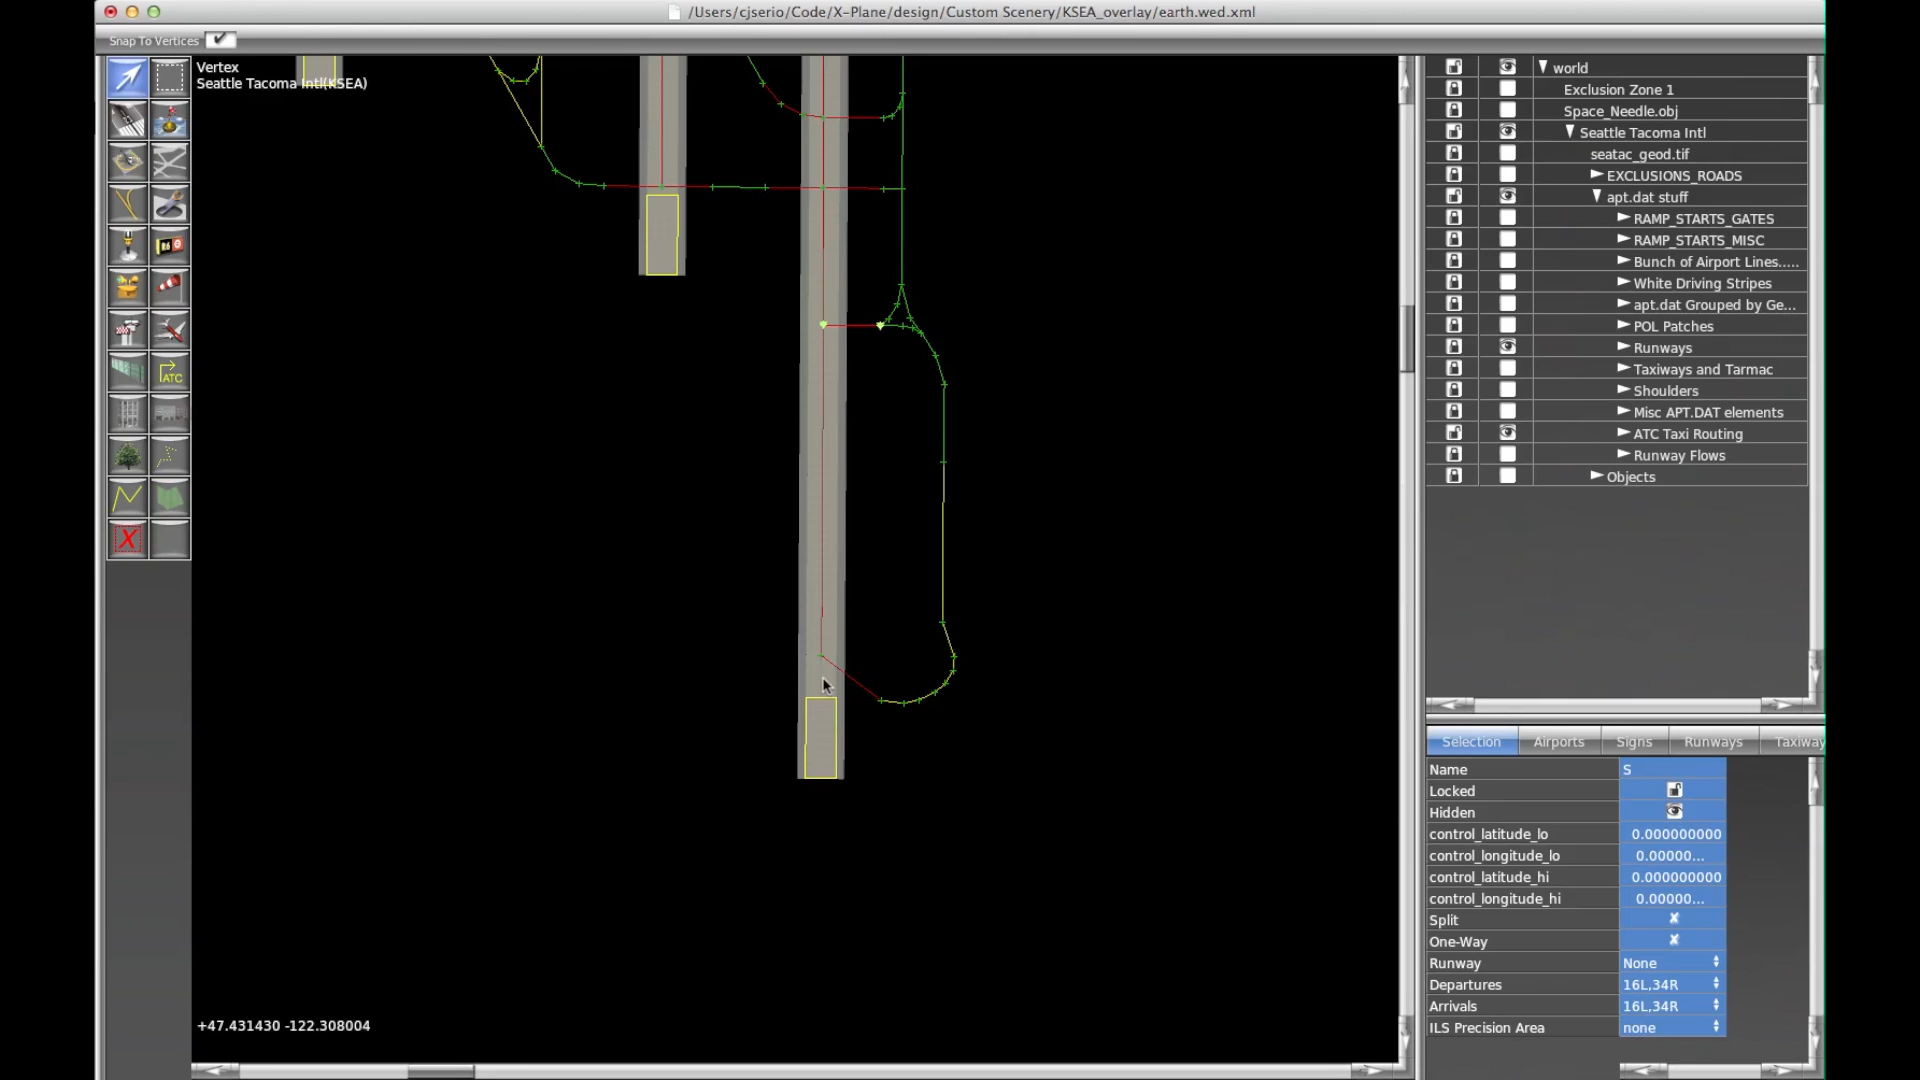 /Users/cjserio/Code/X-Plane/design/Custom Scenery/KSEA_overlay/earth.wed.xml
Snap To Vertices
Vertex
Seattle Tacoma Intl(KSEA)
ATC
X
+47.431430 -122.308004
world
Exclusion Zone 1
Space_Needle.obj
Seattle Tacoma Intl
seatac_geod.tif
EXCLUSIONS_ROADS
apt.dat stuff
RAMP_STARTS_GATES
RAMP_STARTS_MISC
Bunch of Airport Lines.....
White Driving Stripes
apt.dat Grouped by Ge...
POL Patches
Runways
Taxiways and Tarmac
Shoulders
Misc APT.DAT elements
ATC Taxi Routing
Runway Flows
Objects
Selection Airports Signs Runways Taxiway
Name S
Locked
Hidden
control_latitude_lo 0.000000000
control_longitude_lo 0.00000...
control_latitude_hi 0.000000000
control_longitude_hi 0.00000...
Split
One-Way
Runway None
Departures 16L,34R
Arrivals 16L,34R
ILS Precision Area none